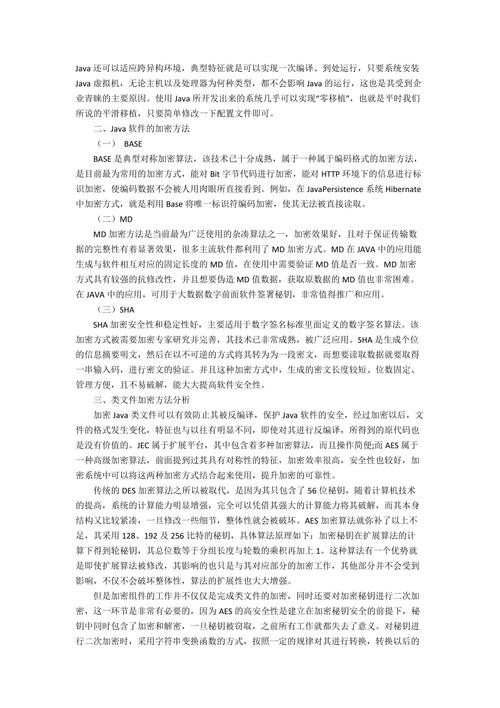 Java 还可以适应跨异构环境，典型特征就是可以实现一次编译、到处运行，只要系统安装
Java 虚拟机，无论主机以及处理器为何种类型，都不会影响 Java 的运行，这也是其受到企
业青睐的主要原因。使用 Java 所开发出来的系统几乎可以实现“零移植”，也就是平时我们
所说的平滑移植，只要简单修改一下配置文件即可。
二、Java 软件的加密方法
（一） BASE
BASE 是典型对称加密算法，该技术已十分成熟，属于一种属于编码格式的加密方法，
是目前最为常用的加密方式，能对 Bit 字节代码进行加密，能对 HTTP 环境下的信息进行标
识加密，使编码数据不会被人用肉眼所直接看到。例如，在 JavaPersistence 系统 Hibernate
中加密方式，就是利用 Base 将唯一标识符编码加密，使其无法被直接读取。
（二）MD
MD 加密方法是当前最为广泛使用的杂凑算法之一，加密效果好，且对于保证传输数
据的完整性有着显著效果，很多主流软件都利用了 MD 加密方式。MD 在 JAVA 中的应用能
生成与软件相互对应的固定长度的 MD 值，在使用中需要验证 MD 值是否一致。MD 加密
方式具有较强的抗修改性，并且想要伪造 MD 值数据，获取原数据的 MD 值也非常困难。
在 JAVA 中的应用，可用于大数据数字前面软件签署秘钥，非常值得推广和应用。
（三）SHA
SHA 加密安全性和稳定性好，主要适用于数字签名标准里面定义的数字签名算法。该
加密方式被需要加密专家研究并完善，其技术已非常成熟，被广泛应用。SHA 是生成个位
的信息摘要明文，然后在以不可逆的方式将其转为为一段密文，而想要读取数据就要取得
一串输入码，进行密文的验证。并且这种加密方式中，生成的密文长度较短、位数固定、
管理方便，且不易破解，能大大提高软件安全性。
三、类文件加密方法分析
加密 Java 类文件可以有效防止其被反编译，保护 Java 软件的安全，经过加密以后，文
件的格式发生变化，特征也与以往有明显不同，即使对其进行反编译，所得到的原代码也
是没有价值的。JEC 属于扩展平台，其中包含着多种加密算法，而且操作简便;而 AES 属于
一种高级加密算法，前面提到过其具有对称性的特征，加密效率很高，安全性也较好，加
密系统中可以将这两种加密方式结合起来使用，提升加密的可靠性。
传统的 DES 加密算法之所以被取代，是因为其只包含了 56 位秘钥，随着计算机技术
的提高，系统的计算能力明显增强，完全可以凭借其强大的计算能力将其破解，而其本身
结构又比较紧凑，一旦修改一些细节，整体性就会被破坏。AES 加密算法就弥补了以上不
足，其采用 128、192 及 256 比特的秘钥，具体算法原理如下：加密秘钥在扩展算法的计
算下得到轮秘钥，其总位数等于分组长度与轮数的乘积再加上 1。这种算法有一个优势就
是即使扩展算法被修改，其影响的也只是与其对应部分的加密工作，其他部分并不会受到
影响，不仅不会破坏整体性，算法的扩展性也大大增强。
但是加密组件的工作并不仅仅是完成类文件的加密，同时还要对加密秘钥进行二次加
密，这一环节是非常有必要的，因为 AES 的高安全性是建立在加密秘钥安全的前提下，秘
钥中同时包含了加密和解密，一旦秘钥被窃取，之前所有工作就都失去了意义。对秘钥进
行二次加密时，采用字符串变换函数的方式，按照一定的规律对其进行转换，转换以后的